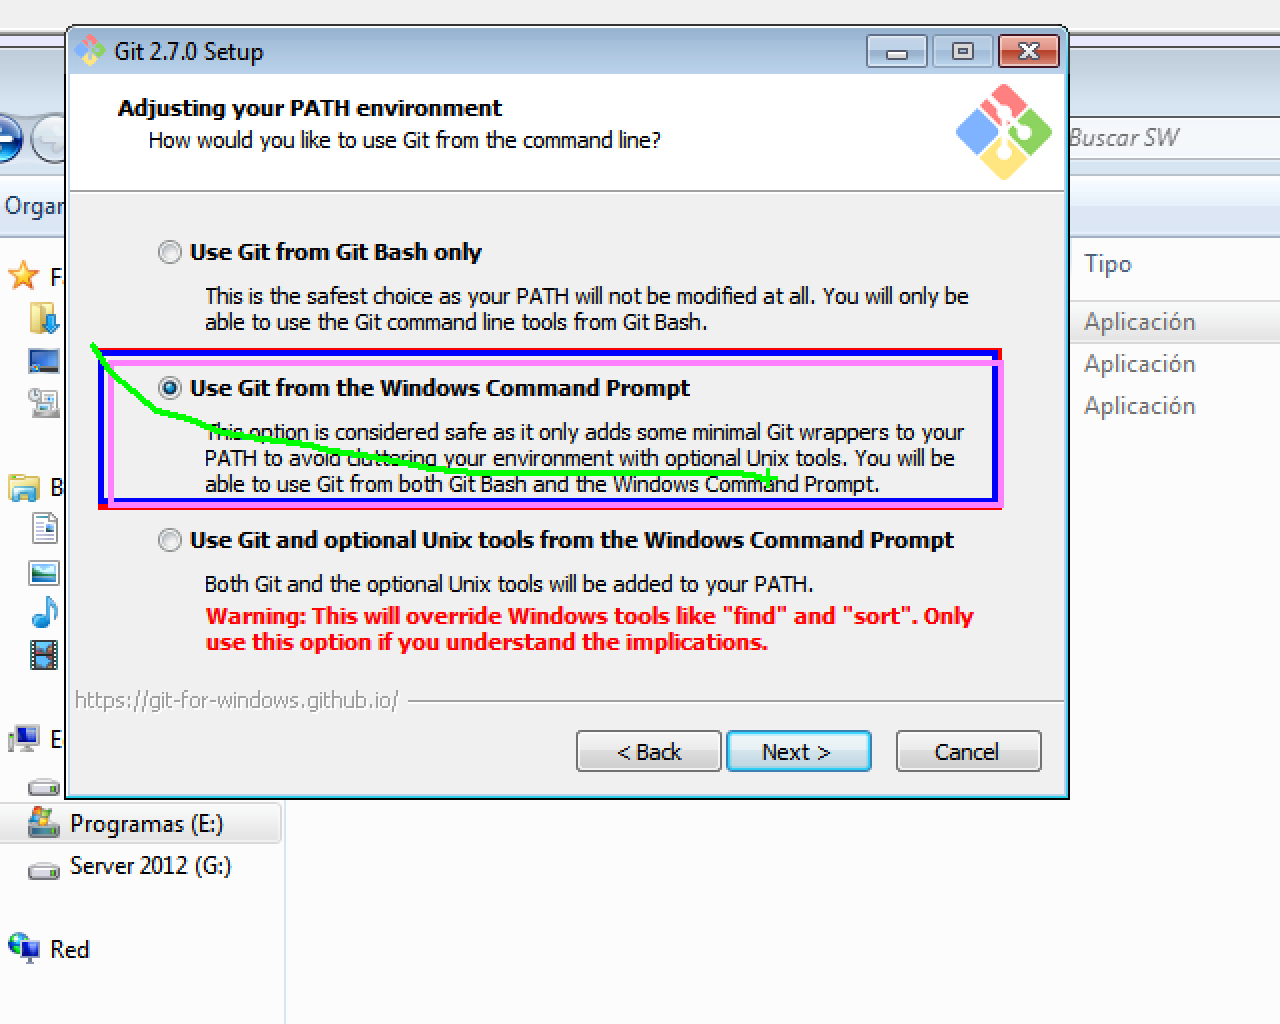 Git 2.7.0 Setup
Adjusting your PATH environment
How would you like to use Git from the command line?
Buscar SW
Organ
Tipo
Use Git from Git Bash only
This is the safest choice as your PATH will not be modified at all. You will only be
able to use the Git command line tools from Git Bash.
Aplicación
Aplicación
Aplicación
Use Git from the Windows Command Prompt
This option is considered safe as it only adds some minimal Git wrappers to your
PATH to avoid cluttering your environment with optional Unix tools. You will be
able to use Git from both Git Bash and the Windows Command Prompt.
Use Git and optional Unix tools from the Windows Command Prompt
Both Git and the optional Unix tools will be added to your PATH.
Warning: This will override Windows tools like "find" and "sort". Only
use this option if you understand the implications.
https://git-for-windows.github.io/
< Back
Next >
Cancel
Programas (E:)
Server 2012 (G:)
Red